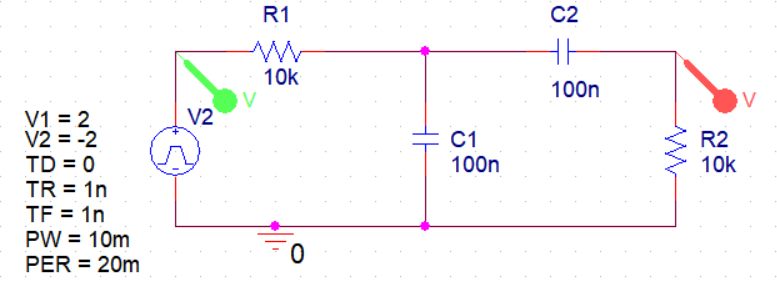 R1
C2
10k
100n
V
V
V2
V1 = 2
V2 = -2
TD = 0
TR = 1n
TF = 1n
PW = 10m
PER = 20m
C1
100n
R2
10k
0